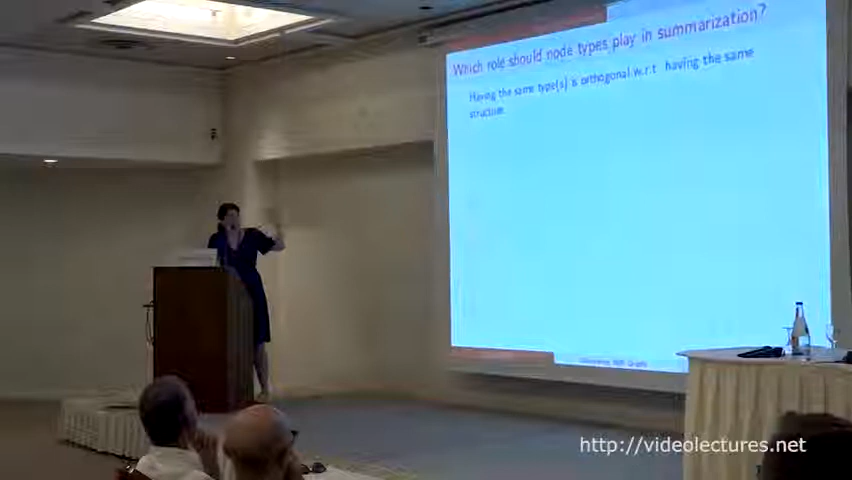 Which role should node types play in summarization?
Having the same type(s) is orthogonal w.r.t having the same
structure
http://videolectures.net